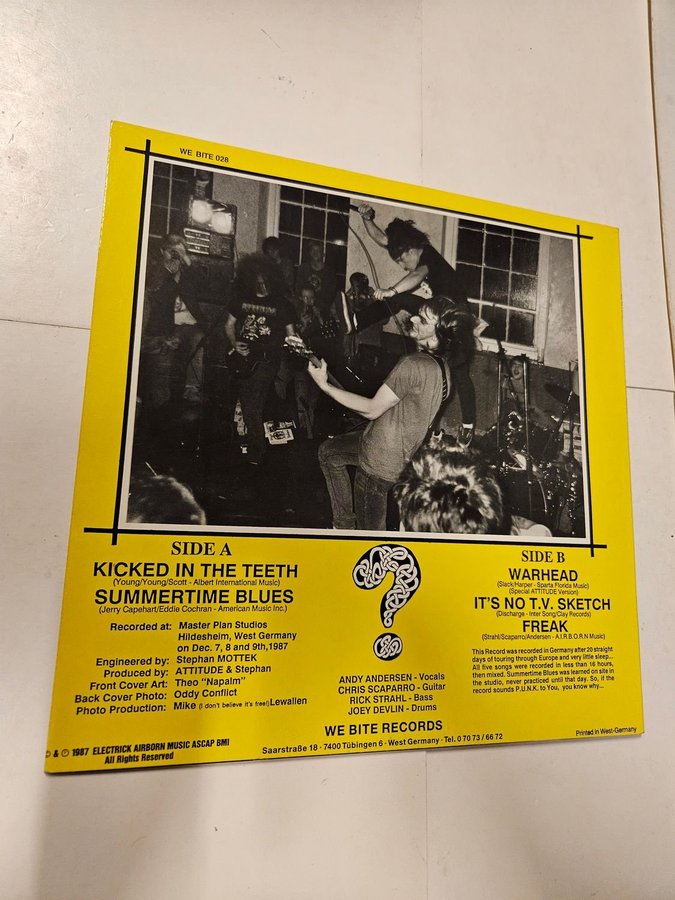 WE BITE 028
SIDE A
KICKED IN THE TEETH
(Young/Young/Scott - Albert International Music)
SUMMERTIME BLUES
(Jerry Capehart/Eddie Cochran - American Music Inc.)
Recorded at: Master Plan Studios
Hildesheim, West Germany
on Dec. 7, 8 and 9th, 1987
Engineered by: Stephan MOTTEK
Produced by: ATTITUDE & Stephan
Front Cover Art: Theo "Napalm"
Back Cover Photo: Oddy Conflict
Photo Production: Mike (I don't believe it's free!) Lewallen
& ℗ 1987 ELECTRICK AIRBORN MUSIC ASCAP BMI
All Rights Reserved
?
ANDY ANDERSEN - Vocals
CHRIS SCAPARRO - Guitar
RICK STRAHL - Bass
JOEY DEVLIN - Drums
WE BITE RECORDS
Saarstraße 18 · 7400 Tübingen 6 · West Germany · Tel. 0 70 73 / 66 72
SIDE B
WARHEAD
(Slack/Harper - Sparta Florida Music)
(Special ATTITUDE Version)
IT'S NO T.V. SKETCH
(Discharge - Inter Song/Clay Records)
FREAK
(Strahl/Scaparro/Andersen - A.I.R.B.O.R.N Music)
This Record was recorded in Germany after 20 straight
days of touring through Europe and very little sleep...
All five songs were recorded in less than 16 hours,
then mixed. Summertime Blues was learned on site in
the studio, never practiced until that day. So, if the
record sounds P.U.N.K. to You, you know why...
Printed in West-Germany